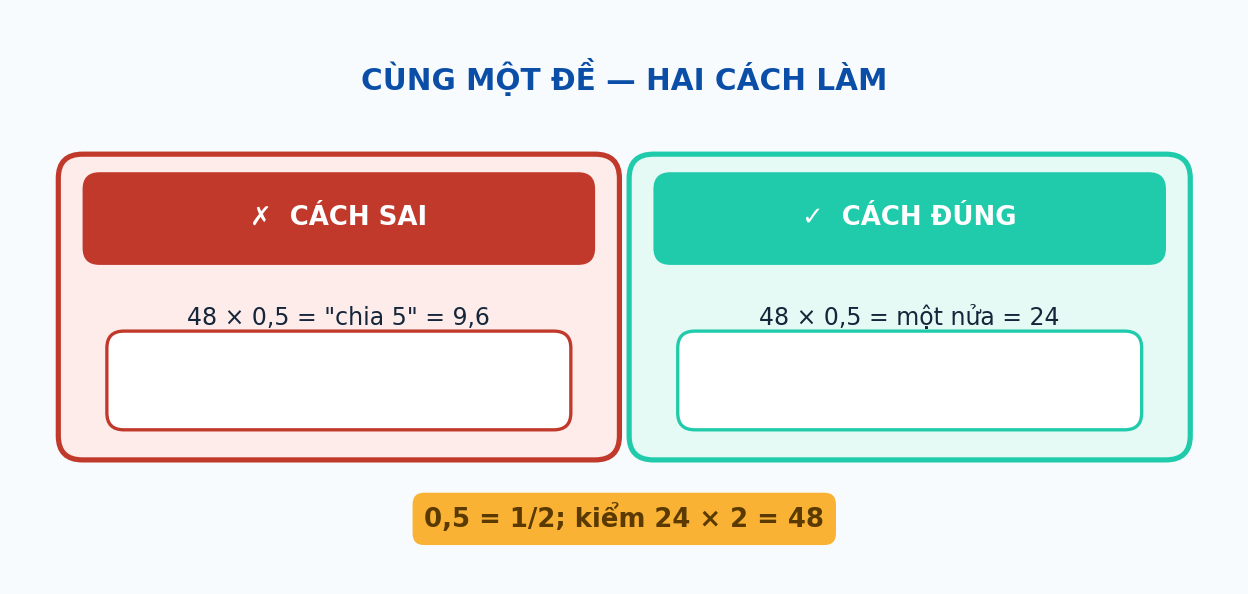 CÙNG MỘT ĐỀ — HAI CÁCH LÀM
✗ CÁCH SAI
48 × 0,5 = "chia 5" = 9,6
✓ CÁCH ĐÚNG
48 × 0,5 = một nửa = 24
0,5 = 1/2; kiểm 24 × 2 = 48